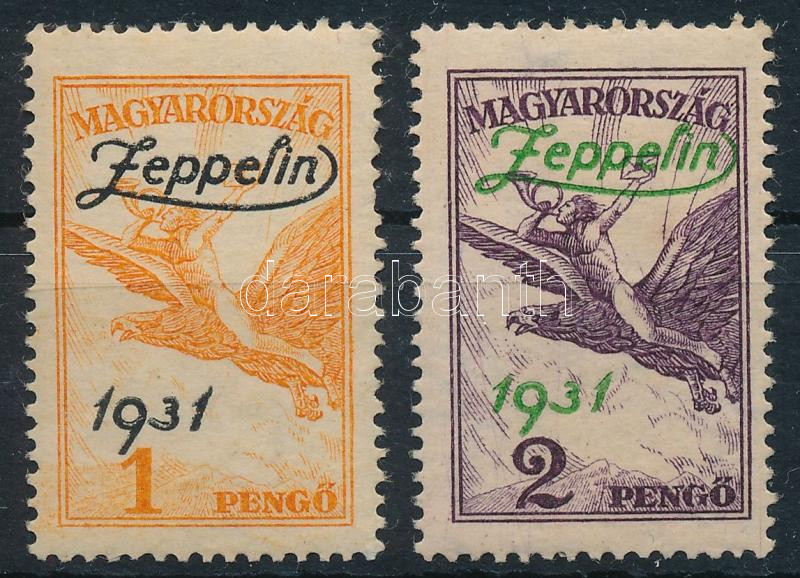 MAGYARORSZÁG
Zeppelin
1931
1 PENGŐ
MAGYARORSZÁG
Zeppelin
1931
2 PENGŐ
darabanth